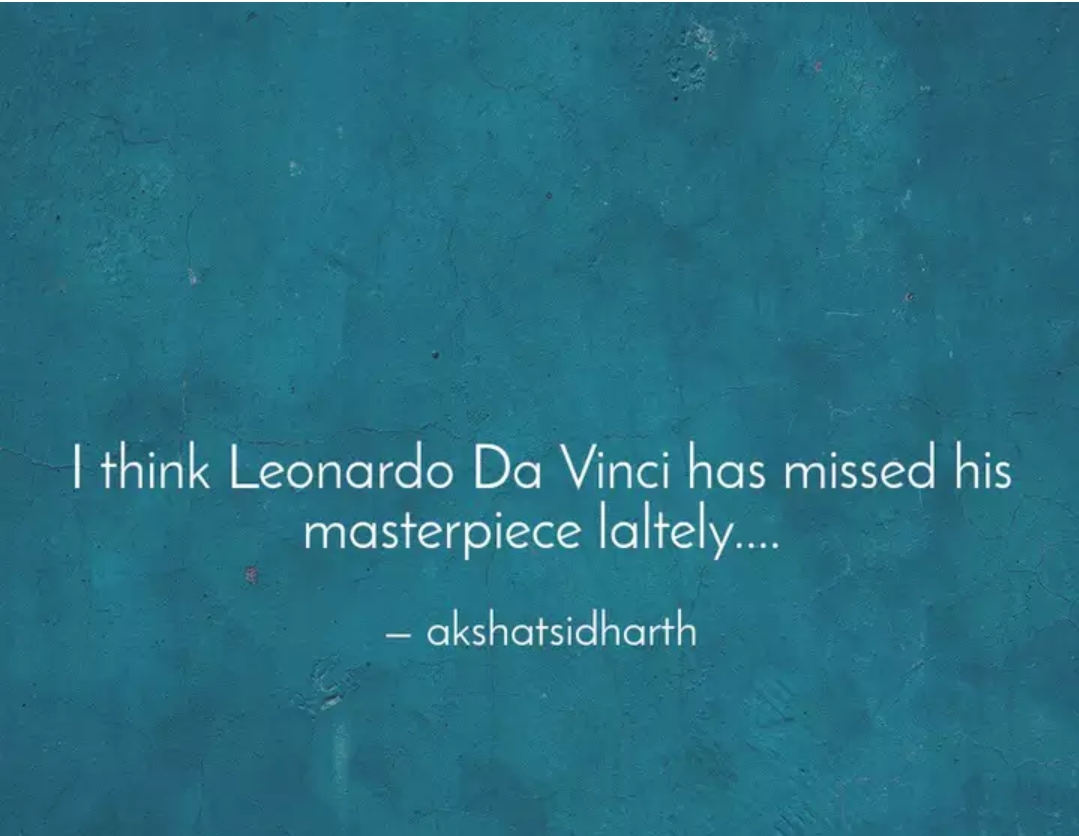 I think Leonardo Da Vinci has missed his
masterpiece laltely....
– akshatsidharth